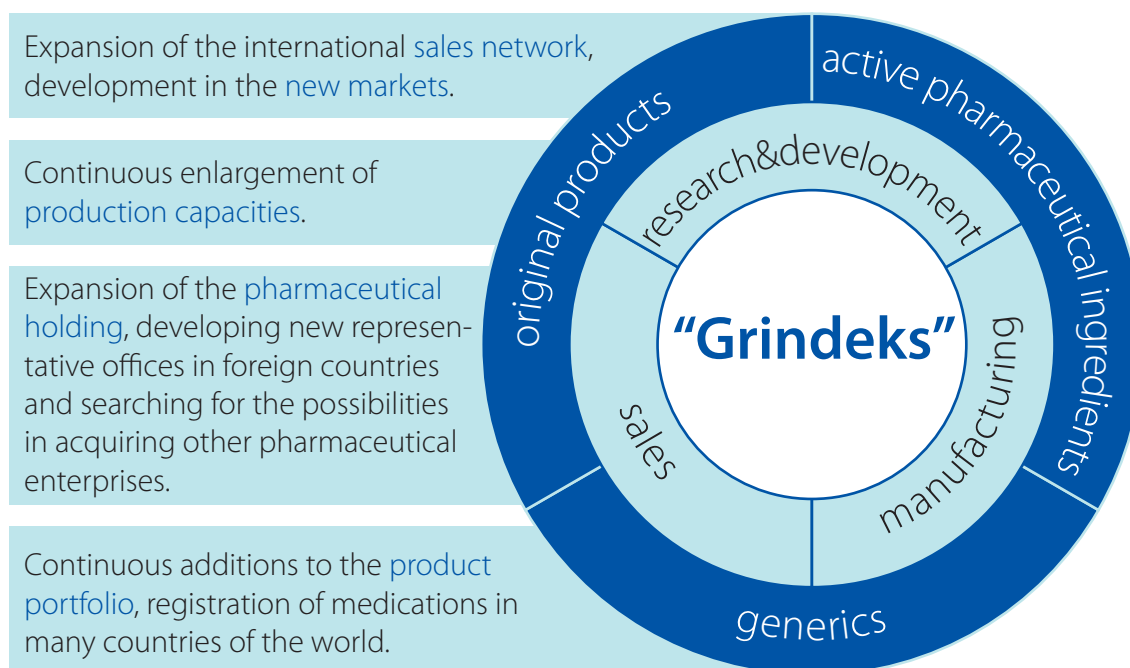 Expansion of the international sales network,
development in the new markets.
Continuous enlargement of
production capacities.
Expansion of the pharmaceutical
holding, developing new represen-
tative offices in foreign countries
and searching for the possibilities
in acquiring other pharmaceutical
enterprises.
Continuous additions to the product
portfolio, registration of medications in
many countries of the world.
original products
active pharmaceutical ingredients
generics
research&development
sales
manufacturing
“Grindeks”